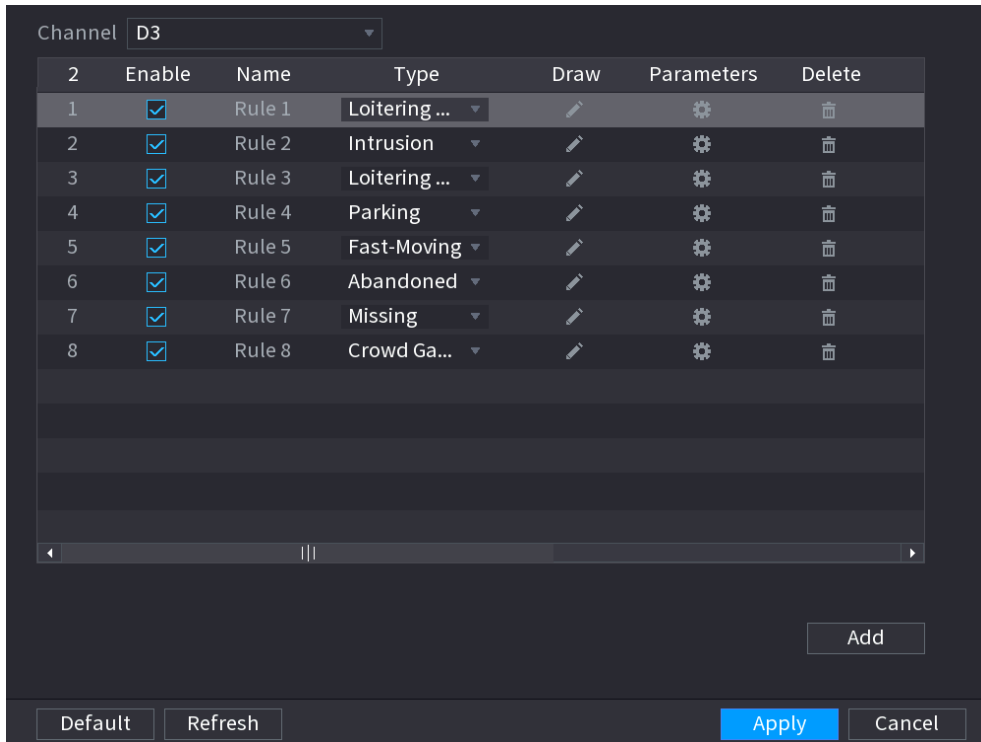 Channel D3
2 Enable Name Type Draw Parameters Delete
1 Rule 1 Loitering ...
2 Rule 2 Intrusion
3 Rule 3 Loitering ...
4 Rule 4 Parking
5 Rule 5 Fast-Moving
6 Rule 6 Abandoned
7 Rule 7 Missing
8 Rule 8 Crowd Ga...
Add
Default Refresh Apply Cancel